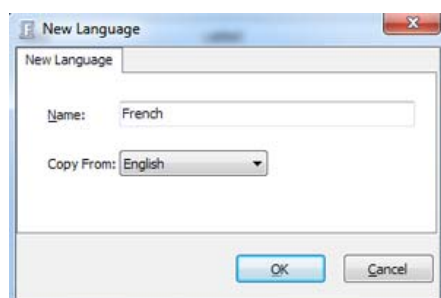 New Language
New Language
Name: French
Copy From: English
OK Cancel